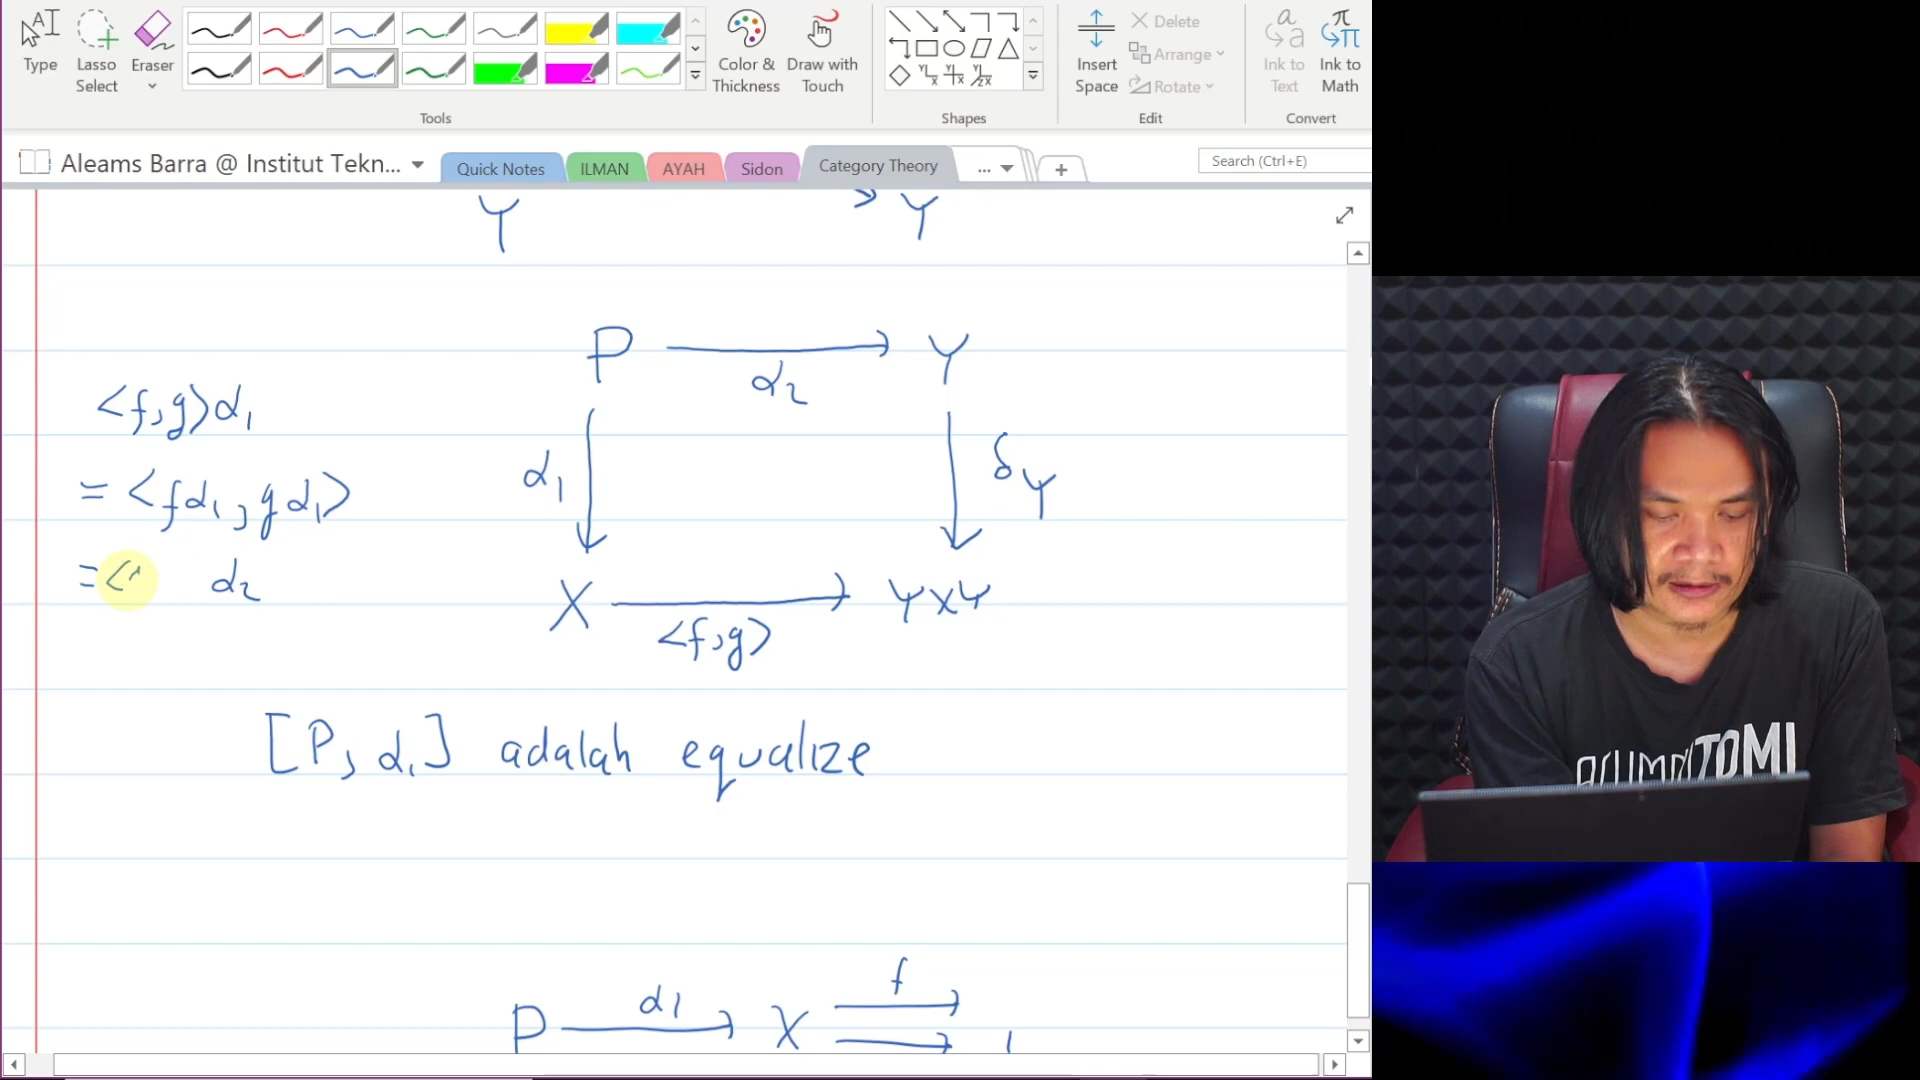 Type
Lasso Select
Eraser
Color & Thickness
Draw with Touch
Insert Space
Delete
Arrange
Rotate
Ink to Text
Ink to Math
Tools
Shapes
Edit
Convert
Aleams Barra @ Institut Tekn...
Quick Notes
ILMAN
AYAH
Sidon
Category Theory
...
Search (Ctrl+E)
Y Y
P Y
α₂
<f,g>α₁
= <fα₁, gα₁>
α₁
δ_Y
=< α₂
X Y×Y
<f,g>
[P, α₁] adalah equalize
f
α₁
P X